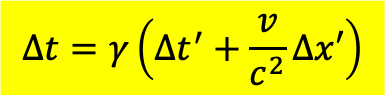 Δt = γ(Δt′ + v/c² Δx′)